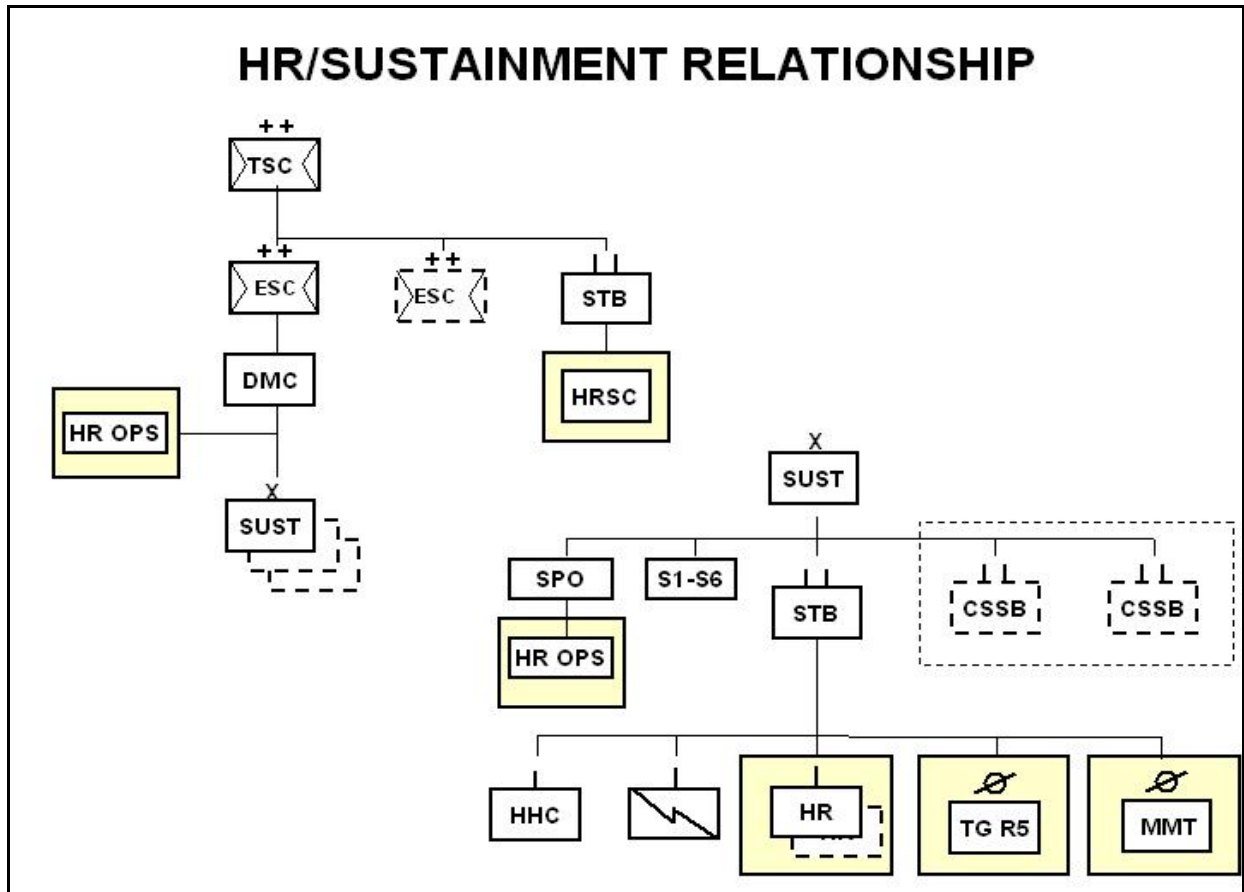 HR/SUSTAINMENT RELATIONSHIP
++
TSC
++
ESC
++
ESC
STB
DMC
HRSC
HR OPS
X
SUST
X
SUST
SPO
S1-S6
STB
CSSB
CSSB
HR OPS
HHC
HR
TG R5
MMT